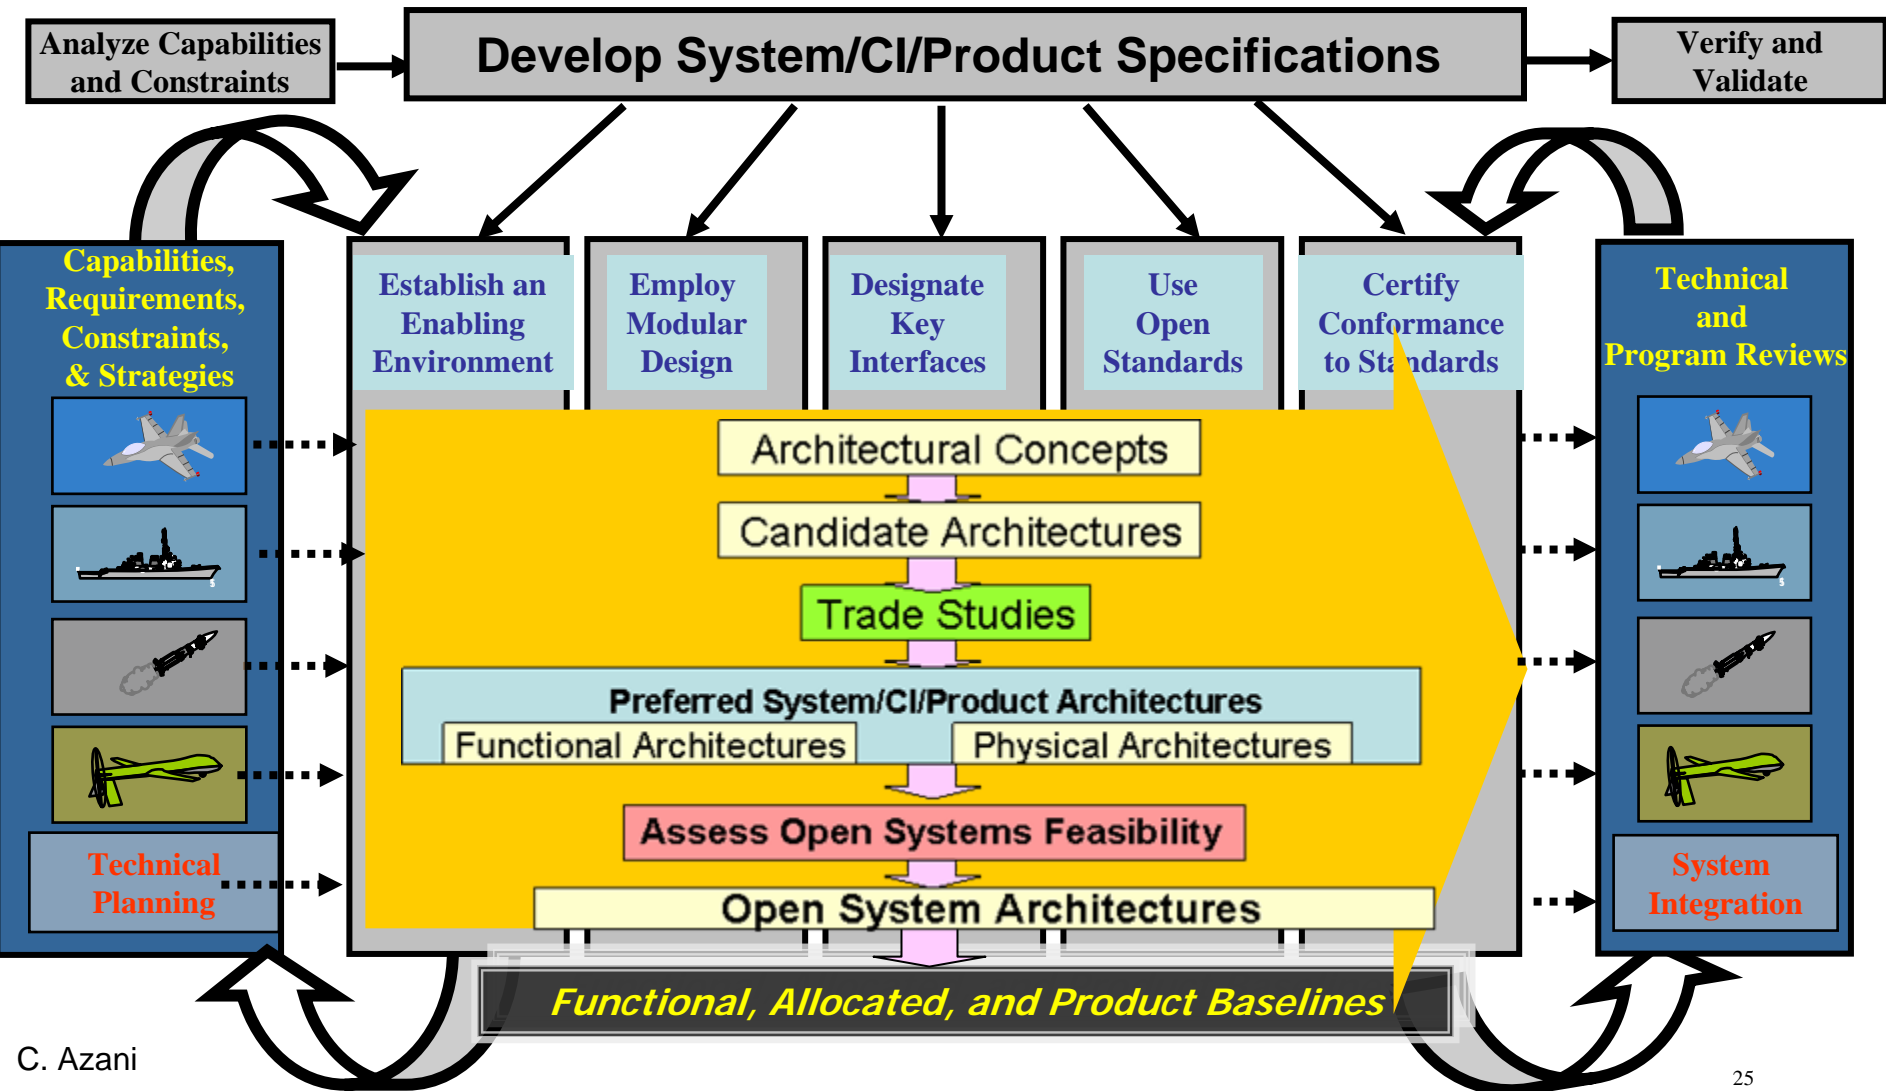 Analyze Capabilities
and Constraints
Develop System/CI/Product Specifications
Verify and
Validate
Capabilities,
Requirements,
Constraints,
& Strategies
Technical
Planning
Establish an
Enabling
Environment
Employ
Modular
Design
Designate
Key
Interfaces
Use
Open
Standards
Certify
Conformance
to Standards
Architectural Concepts
Candidate Architectures
Trade Studies
Preferred System/CI/Product Architectures
Functional Architectures
Physical Architectures
Assess Open Systems Feasibility
Open System Architectures
Functional, Allocated, and Product Baselines
Technical
and
Program Reviews
System
Integration
C. Azani
25